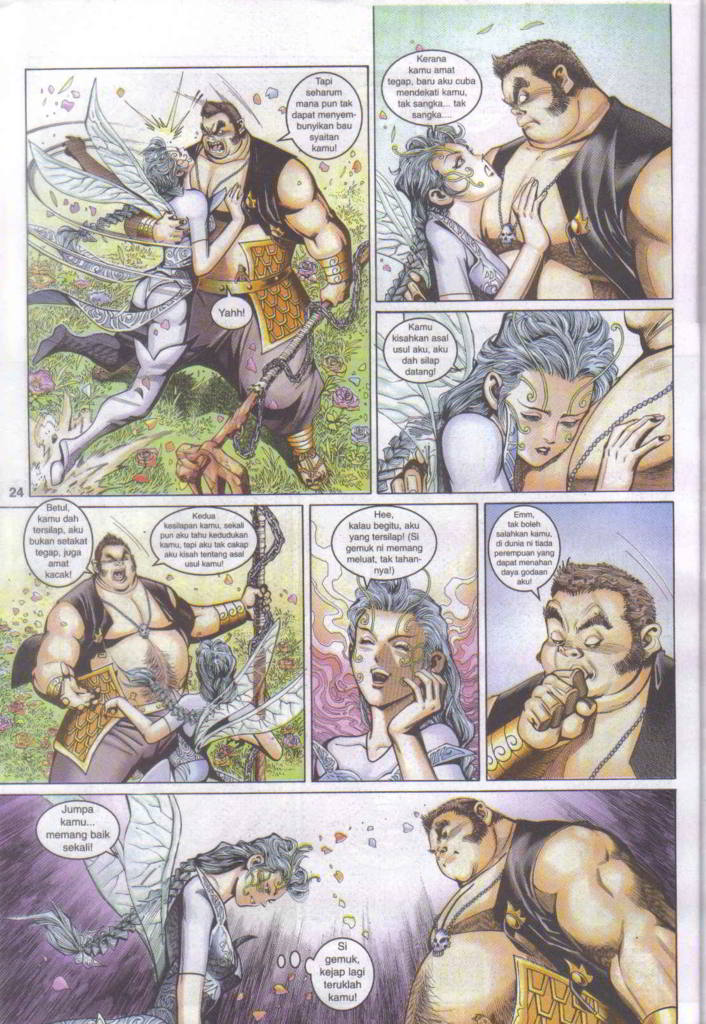 Tapi
seharum
mana pun tak
dapat menyem-
bunyikan bau
syaitan
kamu!
Yahh!
Kerana
kamu amat
tegap, baru aku cuba
mendekati kamu,
tak sangka... tak
sangka....
Kamu
kisahkan asal
usul aku, aku
dah silap
datang!
24
Betul,
kamu dah
tersilap, aku
bukan setakat
tegap, juga
amat
kacak!
Kedua
kesilapan kamu, sekali
pun aku tahu kedudukan
kamu, tapi aku tak cakap
aku kisah tentang asal
usul kamu!
Hee,
kalau begitu, aku
yang tersilap! (Si
gemuk ni memang
meluat, tak tahan-
nya!)
Emm,
tak boleh
salahkan kamu,
di dunia ni tiada
perempuan yang
dapat menahan
daya godaan
aku!
Jumpa
kamu...
memang baik
sekali!
Si
gemuk,
kejap lagi
teruklah
kamu!